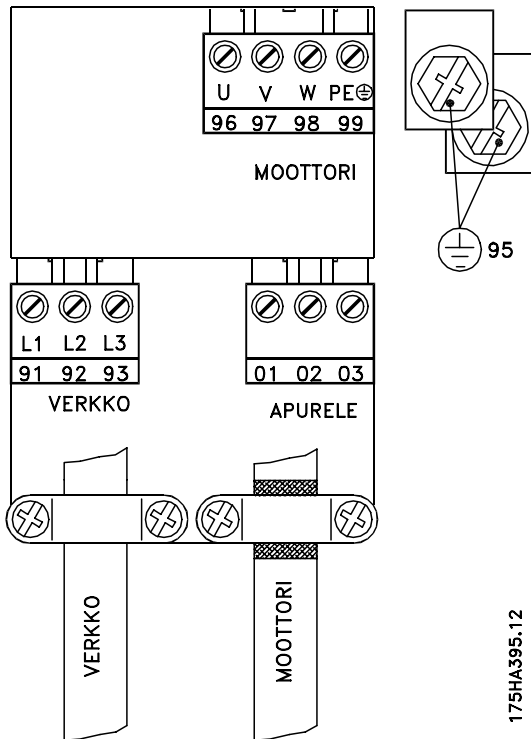 U V W PE
96 97 98 99
MOOTTORI
95
L1 L2 L3
91 92 93
VERKKO
01 02 03
APURELE
VERKKO
MOOTTORI
175HA395.12